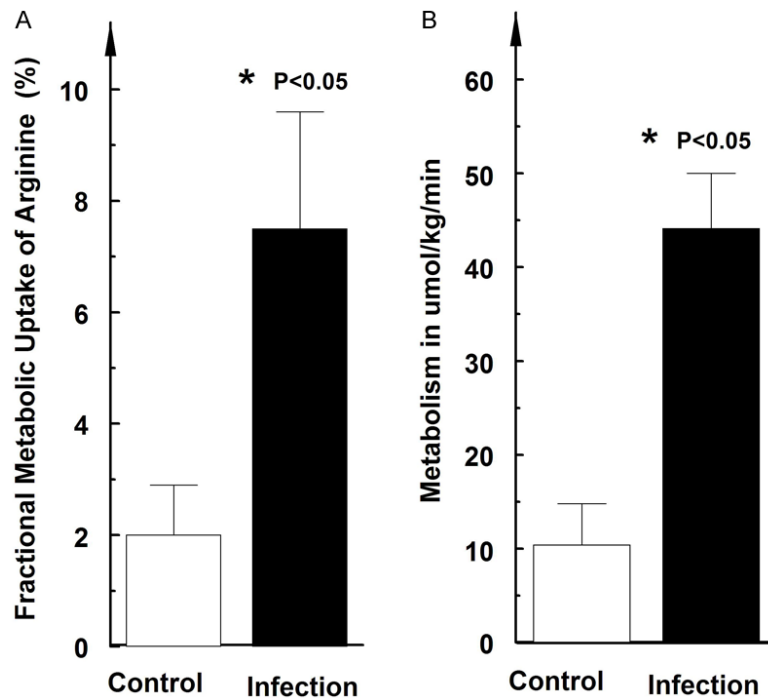 A
Fractional Metabolic Uptake of Arginine (%)
10
8
6
4
2
0
* P<0.05
Control
Infection
B
Metabolism in umol/kg/min
60
50
40
30
20
10
0
* P<0.05
Control
Infection